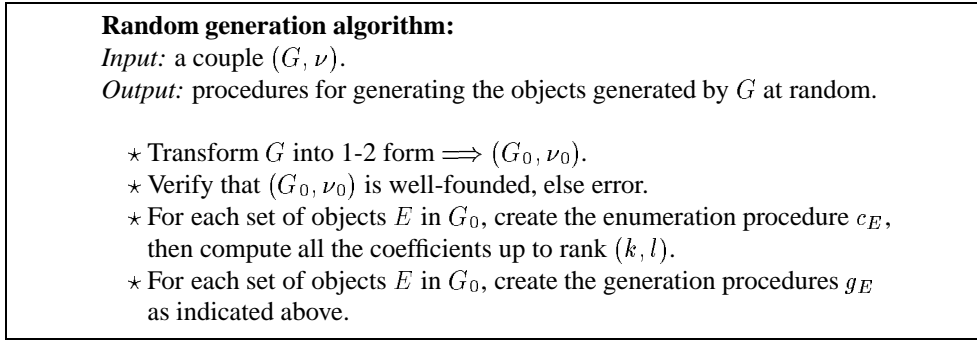 Random generation algorithm:
Input: a couple (G, ν).
Output: procedures for generating the objects generated by G at random.
⋆ Transform G into 1-2 form ⟹ (G₀, ν₀).
⋆ Verify that (G₀, ν₀) is well-founded, else error.
⋆ For each set of objects E in G₀, create the enumeration procedure c_E,
then compute all the coefficients up to rank (k, l).
⋆ For each set of objects E in G₀, create the generation procedures g_E
as indicated above.